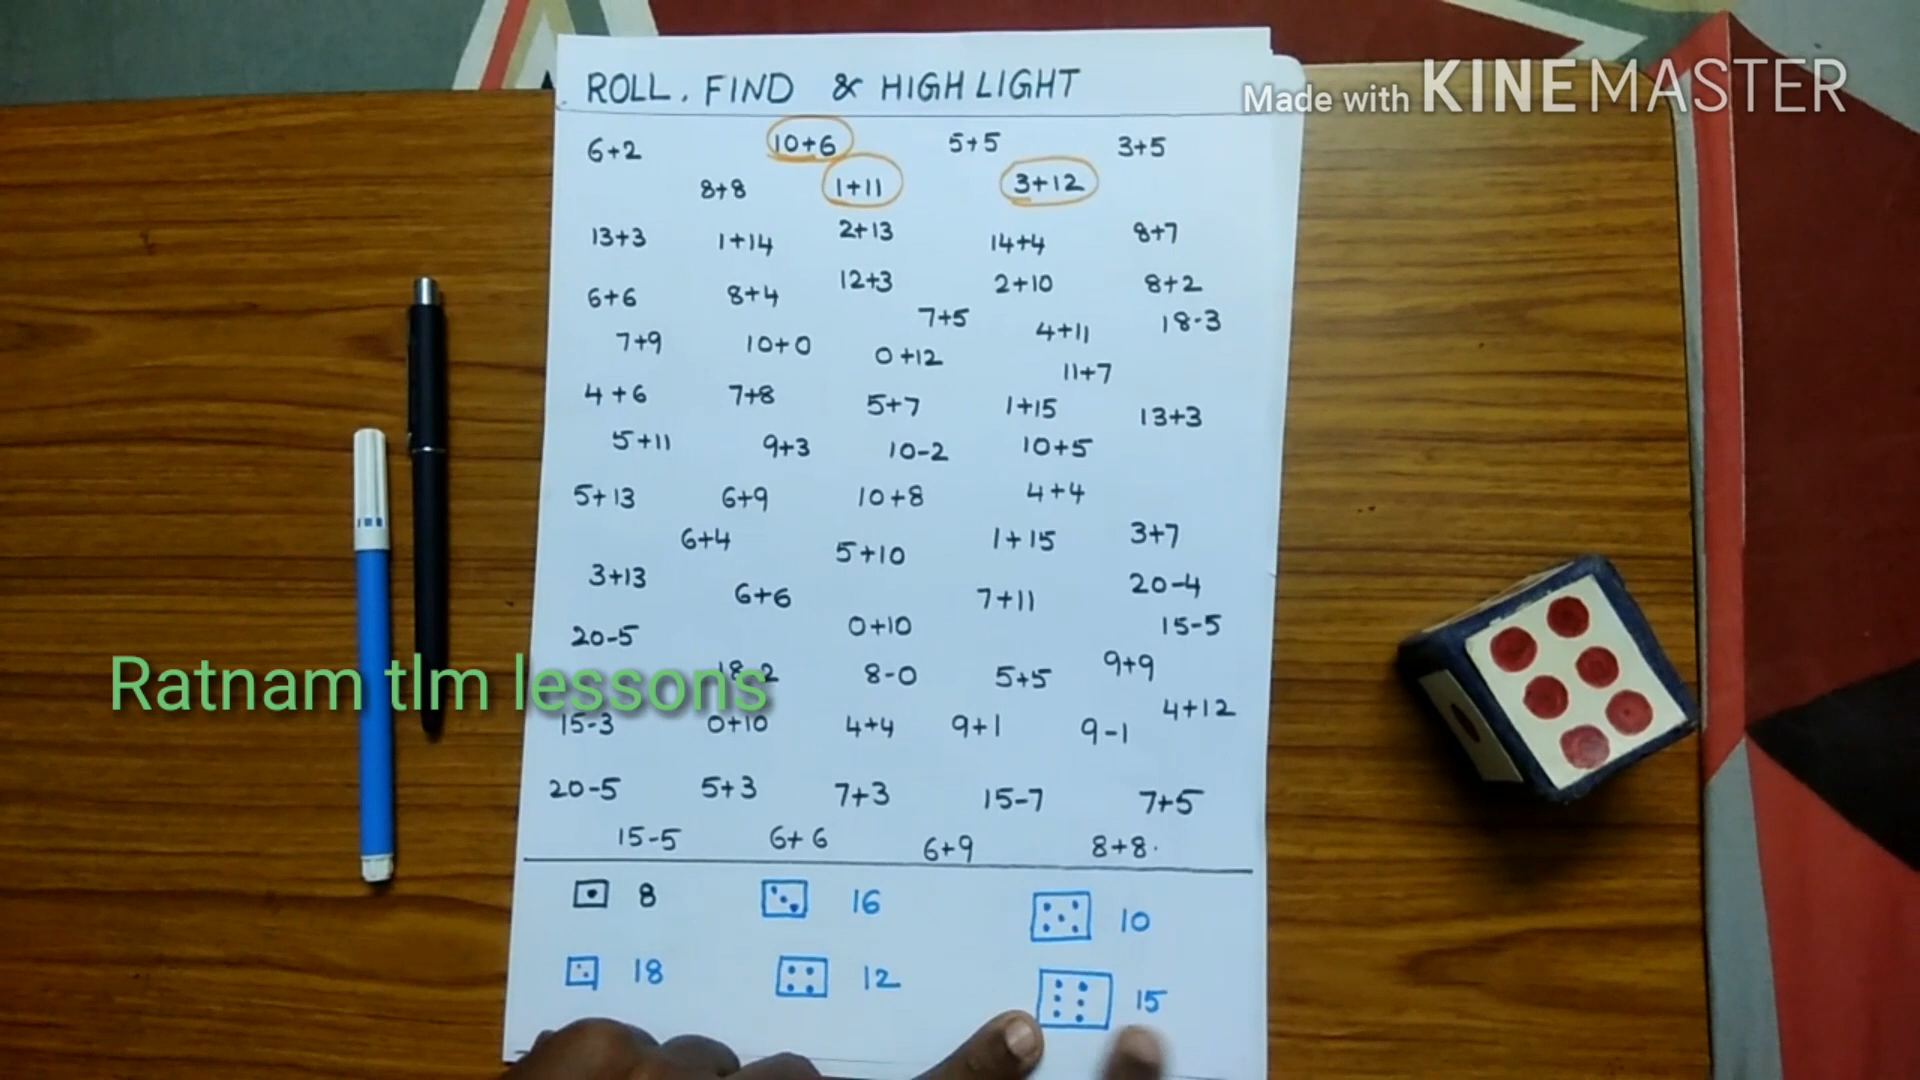 ROLL, FIND & HIGHLIGHT
Made with KINEMASTER
6+2 10+6 5+5 3+5
8+8 1+11 3+12
13+3 1+14 2+13 14+4 8+7
6+6 8+4 12+3 2+10 8+2
7+5 4+11 18-3
7+9 10+0 0+12
11+7
4+6 7+8 5+7 1+15 13+3
5+11 9+3 10-2 10+5
5+13 6+9 10+8 4+4
6+4 5+10 1+15 3+7
3+13 6+6 7+11 20-4
20-5 0+10 15-5
18-2 8-0 5+5 9+9
Ratnam tlm lessons
15-3 0+10 4+4 9+1 9-1 4+12
20-5 5+3 7+3 15-7 7+5
15-5 6+6 6+9 8+8.
8 16 10
18 12 15